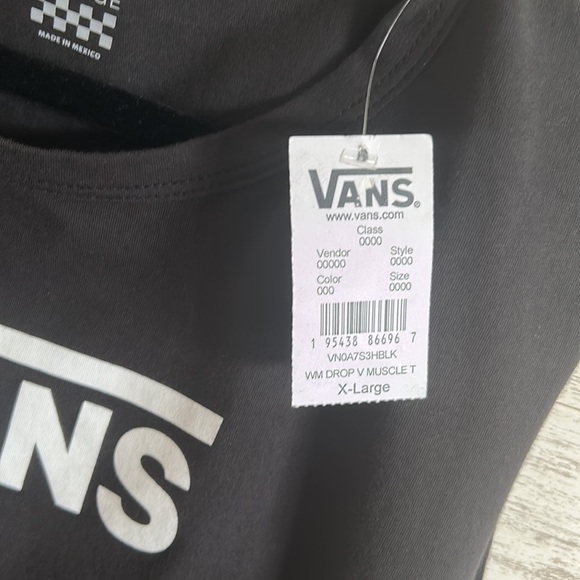 MADE IN MEXICO
VANS®
www.vans.com
Class
0000
Vendor Style
00000 0000
Color Size
000 0000
1 95438 86696 7
VN0A7S3HBLK
WM DROP V MUSCLE T
X-Large
ANS